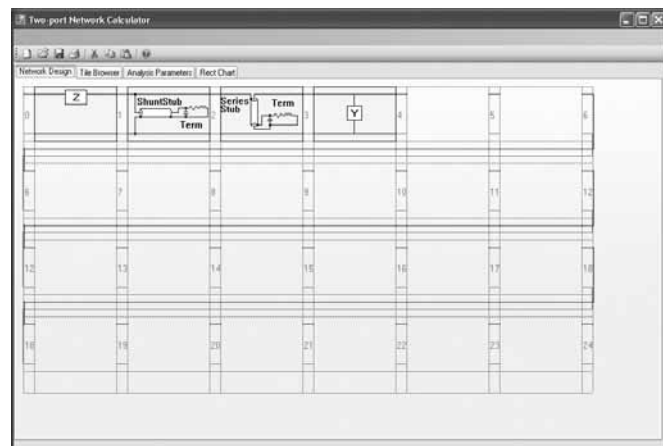 Two-port Network Calculator
Network Design Tile Browser Analysis Parameters Rect Chart
Z ShuntStub Term Series Stub Term Y
0 1 2 3 4 5 6
6 7 8 9 10 11 12
12 13 14 15 16 17 18
18 19 20 21 22 23 24